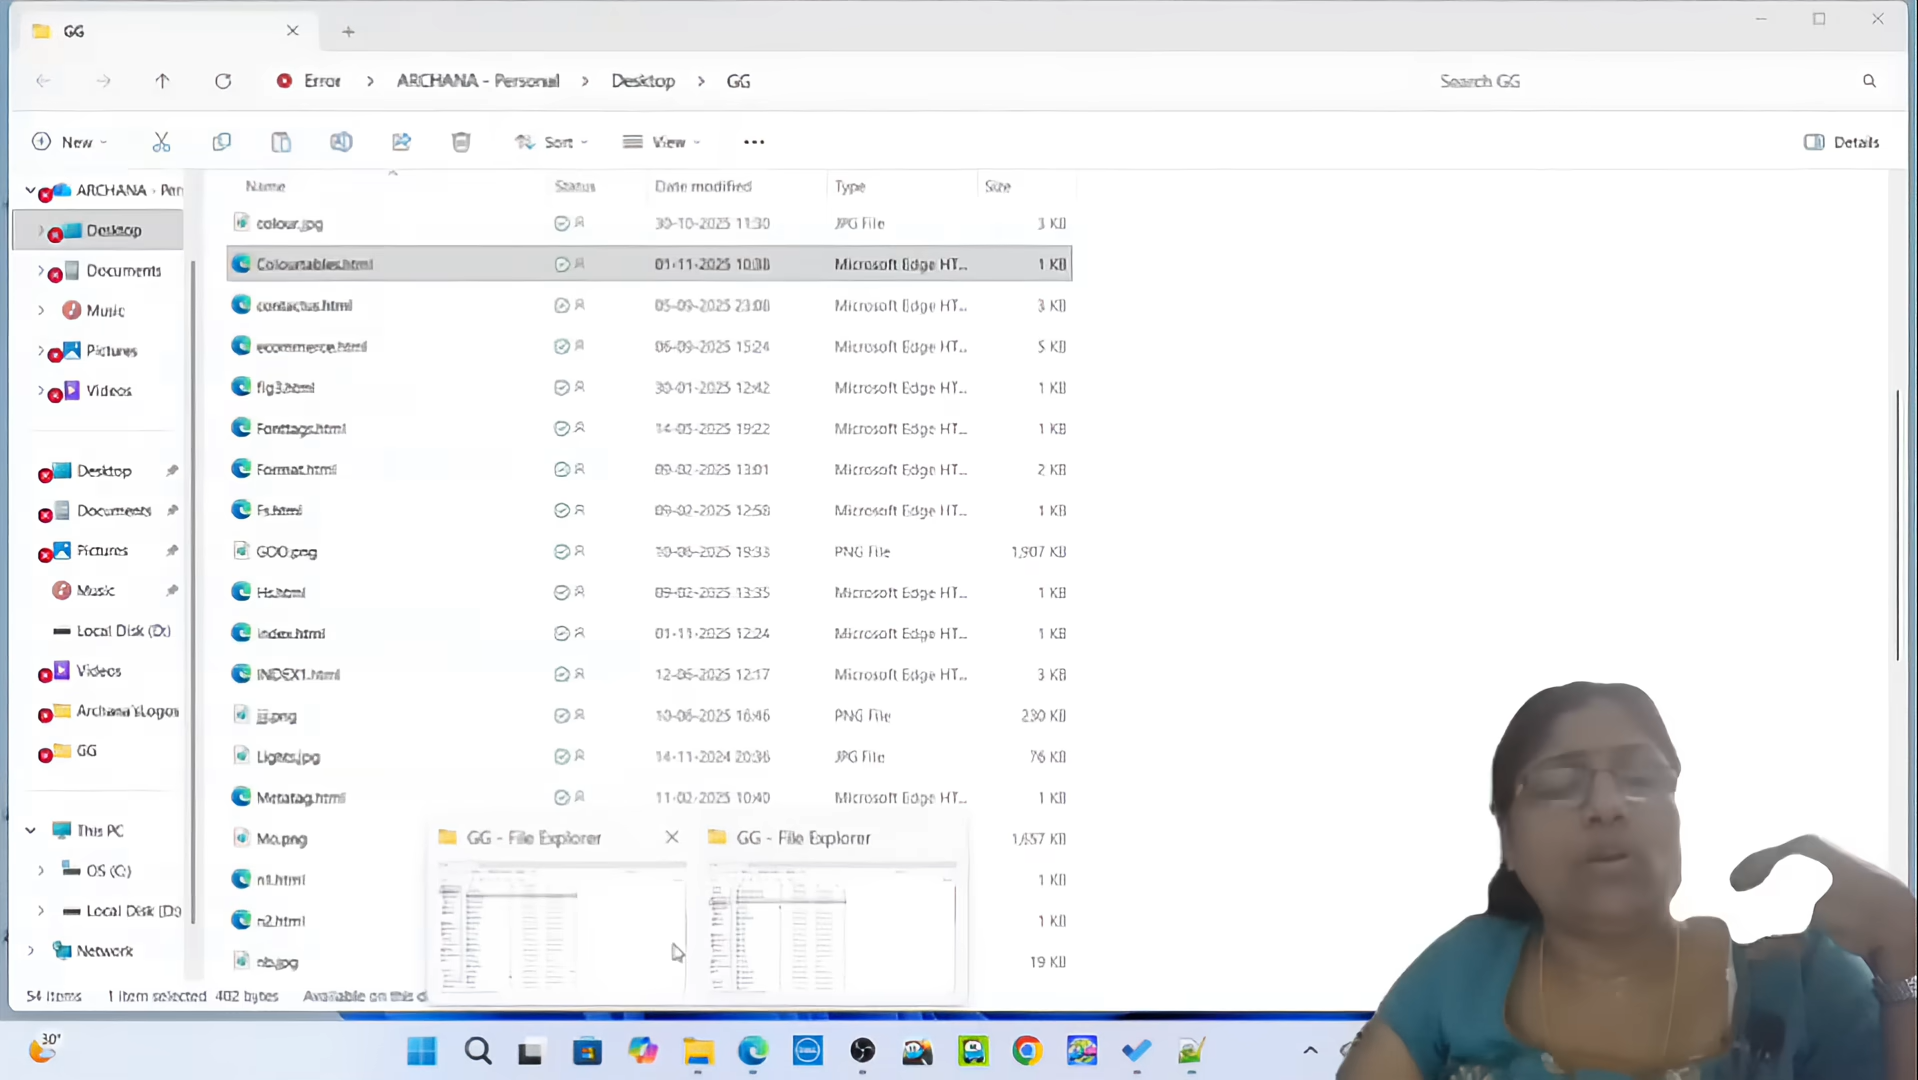 GG
Error > ARCHANA - Personal > Desktop > GG
Search GG
New
Sort
View
Details
ARCHANA - Per
Desktop
Documents
Music
Pictures
Videos
Desktop
Documents
Pictures
Music
Local Disk (D:)
Videos
Archana'sLogos
GG
This PC
OS (C:)
Local Disk (D:)
Network
Name Status Date modified Type Size
colour.jpg 30-10-2025 11:30 JPG File 3 KB
Colourtables.html 01-11-2025 10:38 Microsoft Edge HT... 1 KB
contactus.html 05-09-2025 23:08 Microsoft Edge HT... 3 KB
ecommerce.html 06-09-2025 15:24 Microsoft Edge HT... 5 KB
fig3.html 30-01-2025 12:42 Microsoft Edge HT... 1 KB
Fonttags.html 14-05-2025 19:22 Microsoft Edge HT... 1 KB
Format.html 09-02-2025 13:01 Microsoft Edge HT... 2 KB
Fs.html 09-02-2025 12:58 Microsoft Edge HT... 1 KB
GOO.png 10-06-2025 19:33 PNG File 1,907 KB
Hs.html 09-02-2025 13:35 Microsoft Edge HT... 1 KB
index.html 01-11-2025 12:24 Microsoft Edge HT... 1 KB
INDEX1.html 12-06-2025 12:17 Microsoft Edge HT... 3 KB
jjj.png 10-06-2025 16:46 PNG File 230 KB
Lights.jpg 14-11-2024 20:36 JPG File 76 KB
Metatag.html 11-02-2025 10:40 Microsoft Edge HT... 1 KB
Mo.png 1,657 KB
n1.html 1 KB
n2.html 1 KB
nb.jpg 19 KB
GG - File Explorer
GG - File Explorer
54 items 1 item selected 402 bytes Available on this d
30°